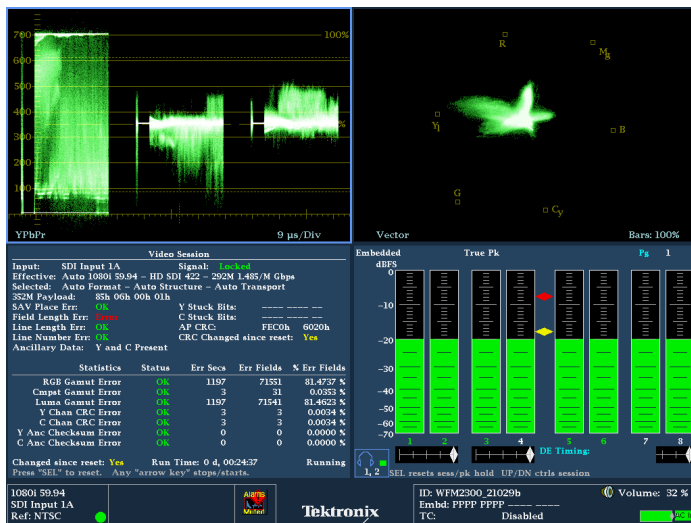 700
100%
600
500
400
300
%
200
100
YPbPr
9 µs/Div
R
Mg
Yl
B
G
Cy
Vector
Bars: 100%
Video Session
Input: SDI Input 1A Signal: Locked
Effective: Auto 1080i 59.94 – HD SDI 422 – 292M 1.485/M Gbps
Selected: Auto Format – Auto Structure – Auto Transport
352M Payload: 85h 06h 00h 01h
SAV Place Err: OK Y Stuck Bits: ---- ---- --
Field Length Err: Error C Stuck Bits: ---- ---- --
Line Length Err: OK AP CRC: FEC0h 6020h
Line Number Err: OK CRC Changed since reset: Yes
Ancillary Data: Y and C Present
Statistics Status Err Secs Err Fields % Err Fields
RGB Gamut Error OK 1197 71551 81.4737 %
Cmpst Gamut Error OK 3 31 0.0353 %
Luma Gamut Error OK 1197 71541 81.4623 %
Y Chan CRC Error OK 3 3 0.0034 %
C Chan CRC Error OK 3 3 0.0034 %
Y Anc Checksum Error OK 0 0 0.0000 %
C Anc Checksum Error OK 0 0 0.0000 %
Changed since reset: Yes Run Time: 0 d, 00:24:37 Running
Press "SEL" to reset. Any "arrow key" stops/starts.
Embedded True Pk Pg 1
dBFS
0
–10
–20
–30
–40
–50
–60
–70
0
–10
–20
–30
–40
–50
–60
–70
1 2 3 4 5 6 7 8
DE Timing:
1, 2
SEL resets sess/pk hold UP/DN ctrls session
1080i 59.94
SDI Input 1A
Ref: NTSC
Alarms
Muted
Tektronix
ID: WFM2300_21029b
Embd: PPPP PPPP ---- ----
TC: Disabled
Volume: 32 %